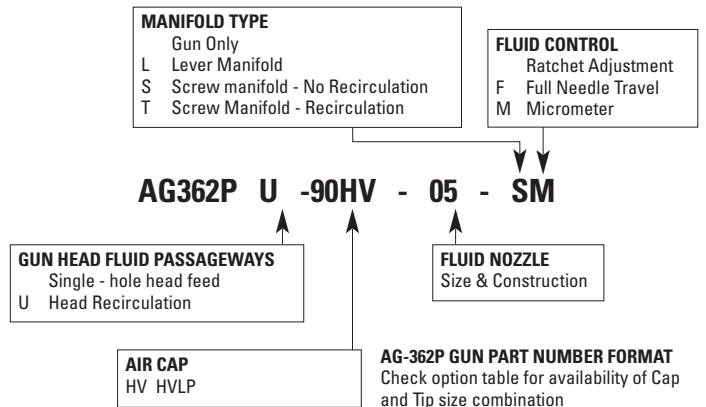 MANIFOLD TYPE
Gun Only
L Lever Manifold
S Screw manifold - No Recirculation
T Screw Manifold - Recirculation
FLUID CONTROL
Ratchet Adjustment
F Full Needle Travel
M Micrometer
AG362P U -90HV - 05 - SM
GUN HEAD FLUID PASSAGEWAYS
Single - hole head feed
U Head Recirculation
FLUID NOZZLE
Size & Construction
AIR CAP
HV HVLP
AG-362P GUN PART NUMBER FORMAT
Check option table for availability of Cap
and Tip size combination